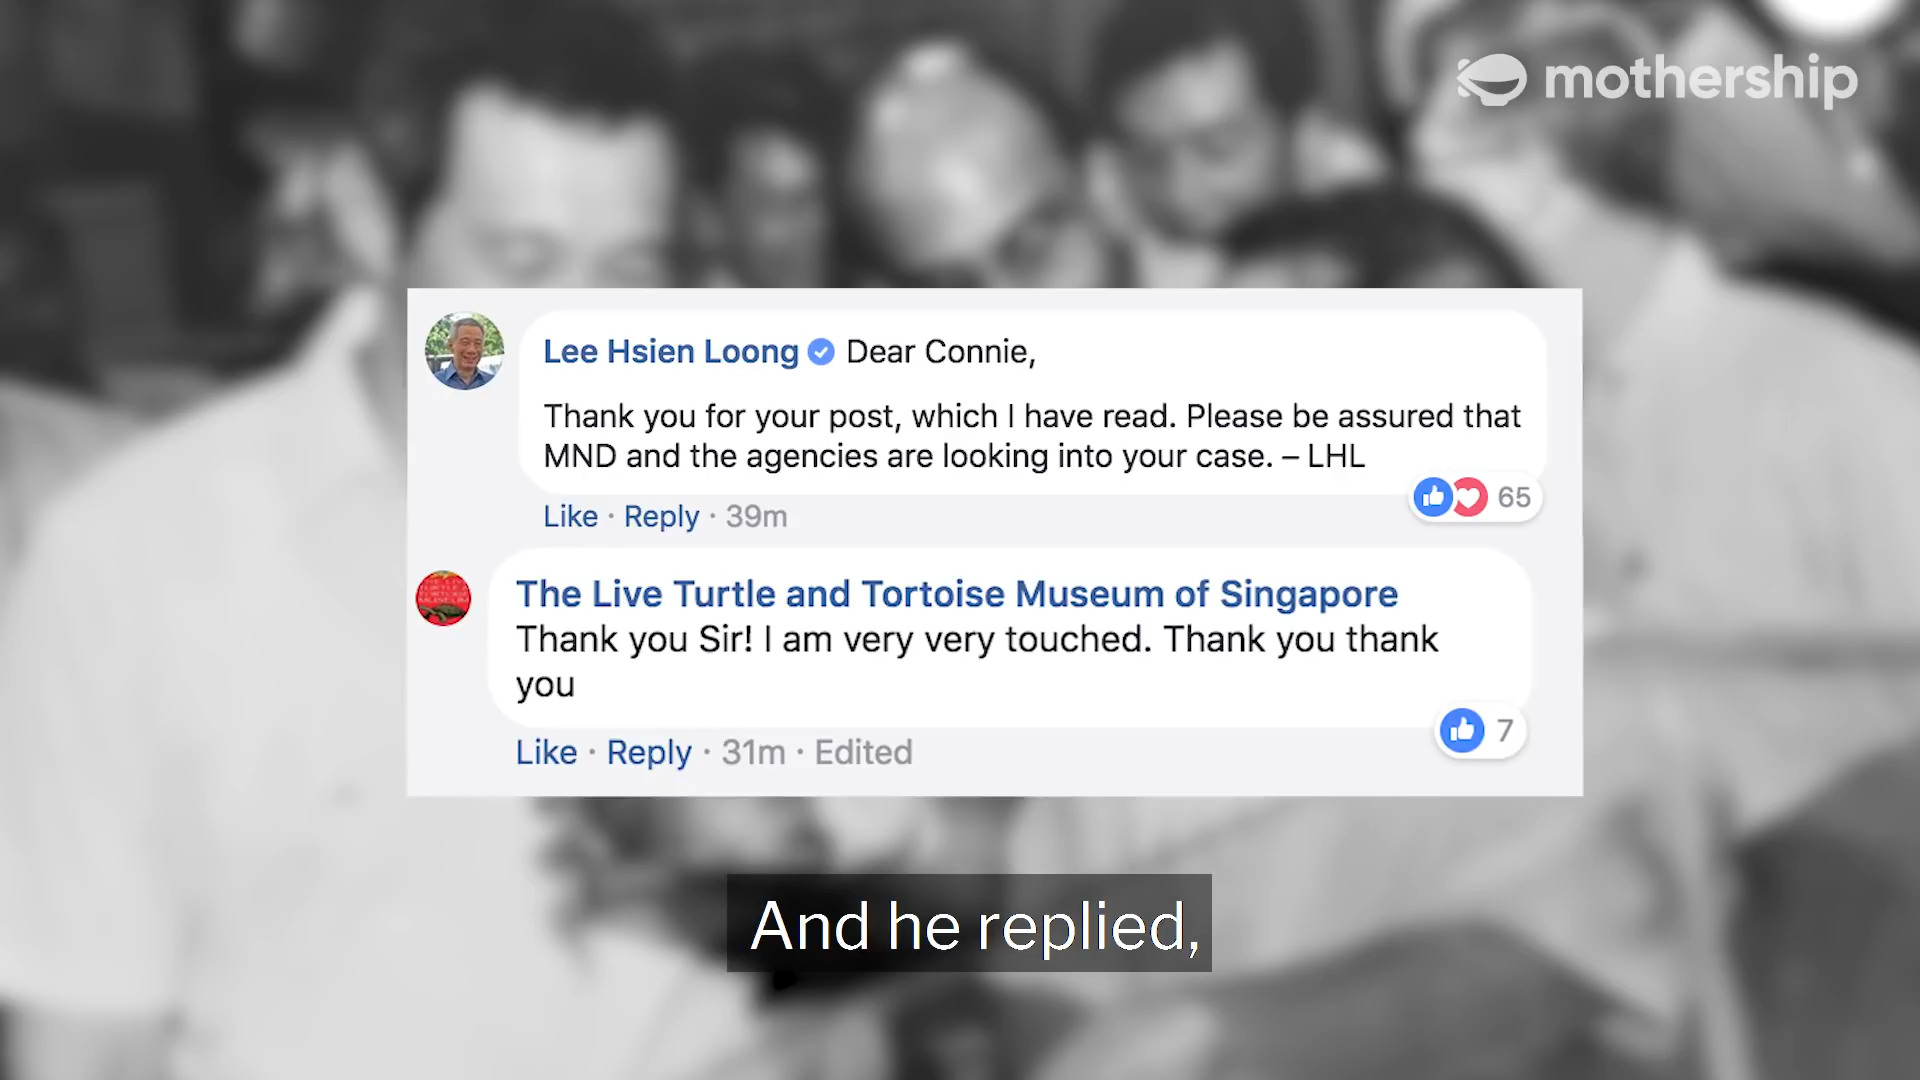 mothership
Lee Hsien Loong Dear Connie,
Thank you for your post, which I have read. Please be assured that
MND and the agencies are looking into your case. – LHL
65
Like · Reply · 39m
The Live Turtle and Tortoise Museum of Singapore
Thank you Sir! I am very very touched. Thank you thank
you
7
Like · Reply · 31m · Edited
And he replied,